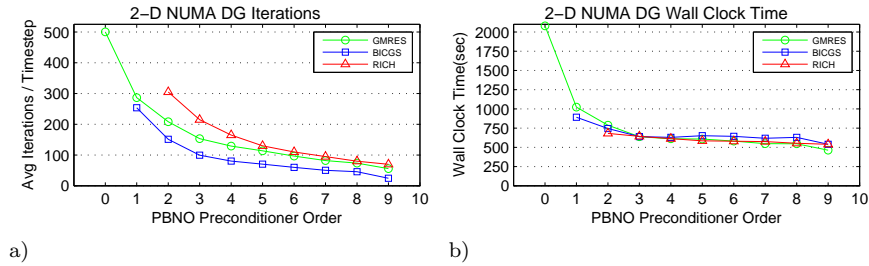 2-D NUMA DG Iterations
500
400
300
200
100
0
Avg Iterations / Timestep
GMRES
BICGS
RICH
0 1 2 3 4 5 6 7 8 9 10
PBNO Preconditioner Order
a)
2-D NUMA DG Wall Clock Time
2000
1750
1500
1250
1000
750
500
250
0
Wall Clock Time(sec)
GMRES
BICGS
RICH
0 1 2 3 4 5 6 7 8 9 10
PBNO Preconditioner Order
b)